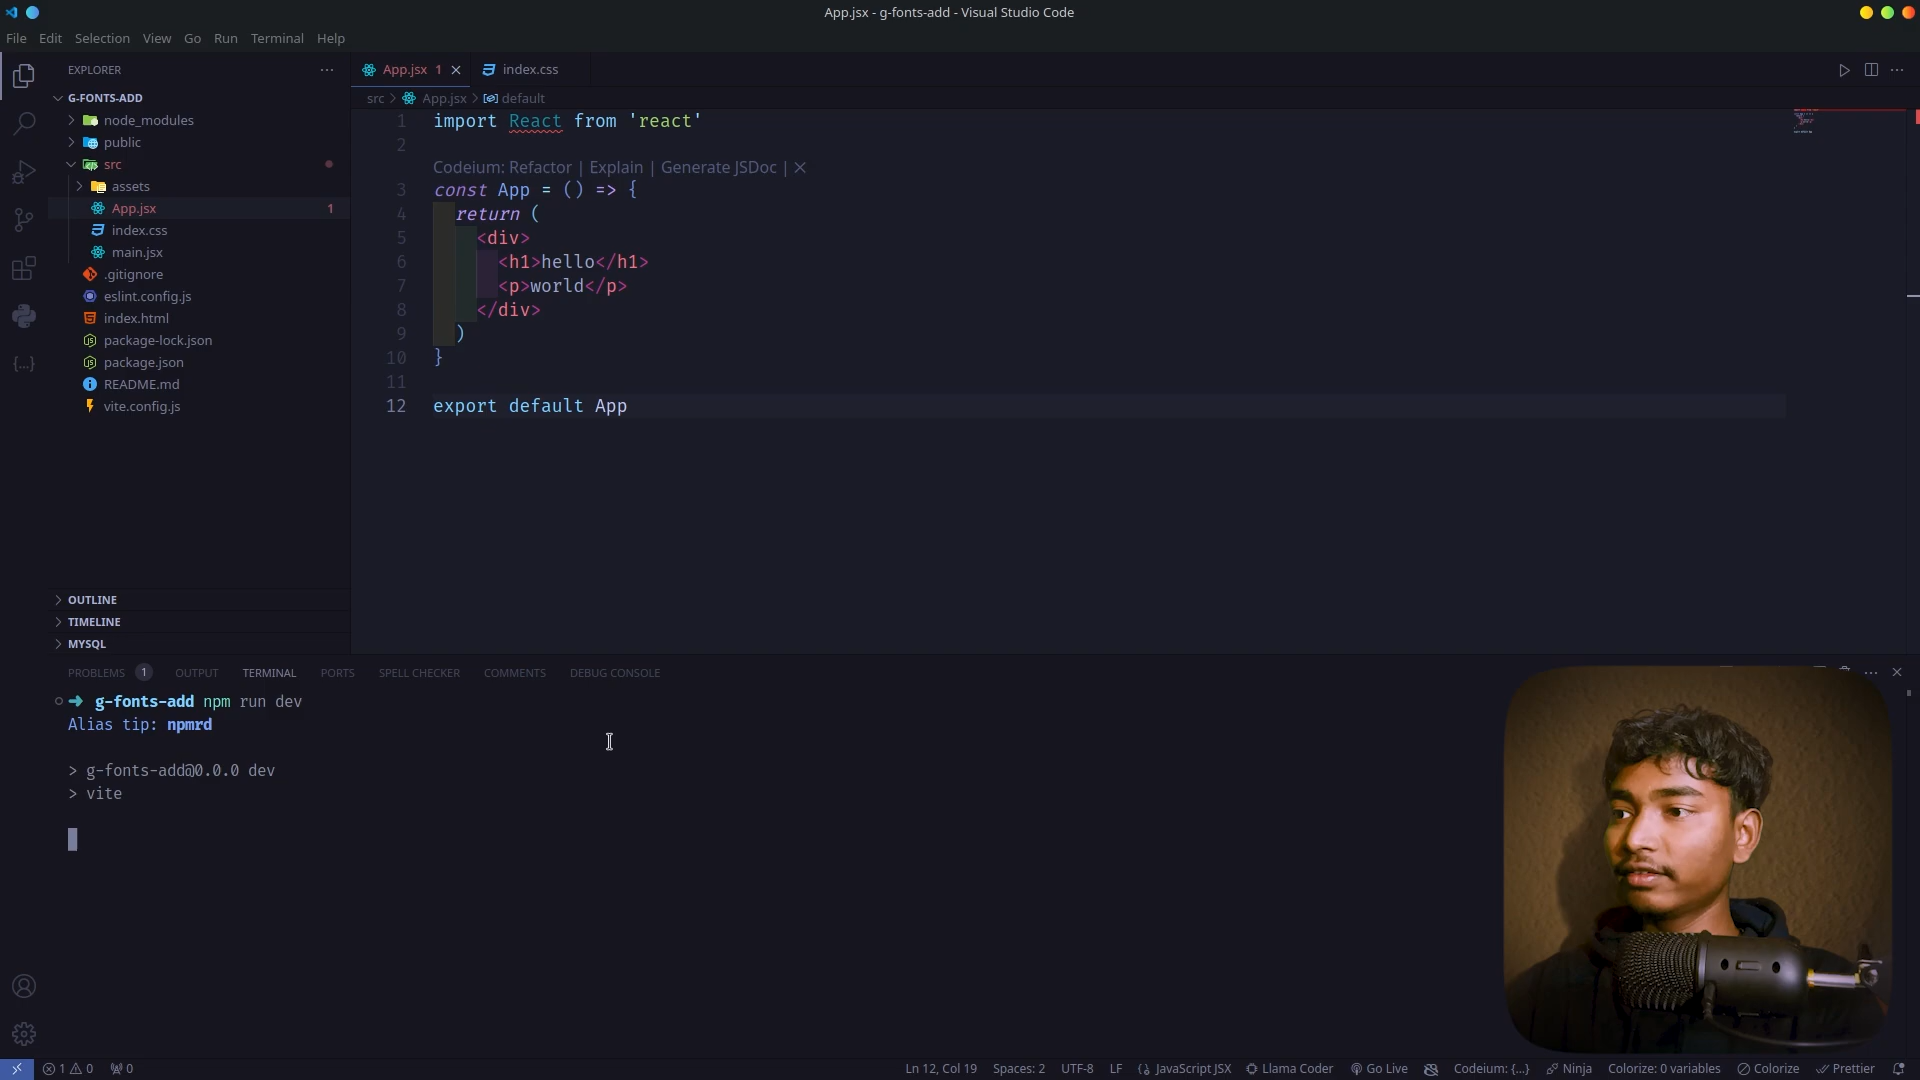 App.jsx - g-fonts-add - Visual Studio Code
File Edit Selection View Go Run Terminal Help
EXPLORER
G-FONTS-ADD
node_modules
public
src
assets
App.jsx 1
index.css
main.jsx
.gitignore
eslint.config.js
index.html
package-lock.json
package.json
README.md
vite.config.js
OUTLINE
TIMELINE
MYSQL
App.jsx 1
index.css
src > App.jsx > default
1 import React from 'react'
2
Codeium: Refactor | Explain | Generate JSDoc | ×
3 const App = () => {
4 return (
5 <div>
6 <h1>hello</h1>
7 <p>world</p>
8 </div>
9 )
10 }
11
12 export default App
PROBLEMS 1 OUTPUT TERMINAL PORTS SPELL CHECKER COMMENTS DEBUG CONSOLE
➜ g-fonts-add npm run dev
Alias tip: npmrd
> g-fonts-add@0.0.0 dev
> vite
1 0 0 Ln 12, Col 19 Spaces: 2 UTF-8 LF JavaScript JSX Llama Coder Go Live Codeium: {...} Ninja Colorize: 0 variables Colorize Prettier